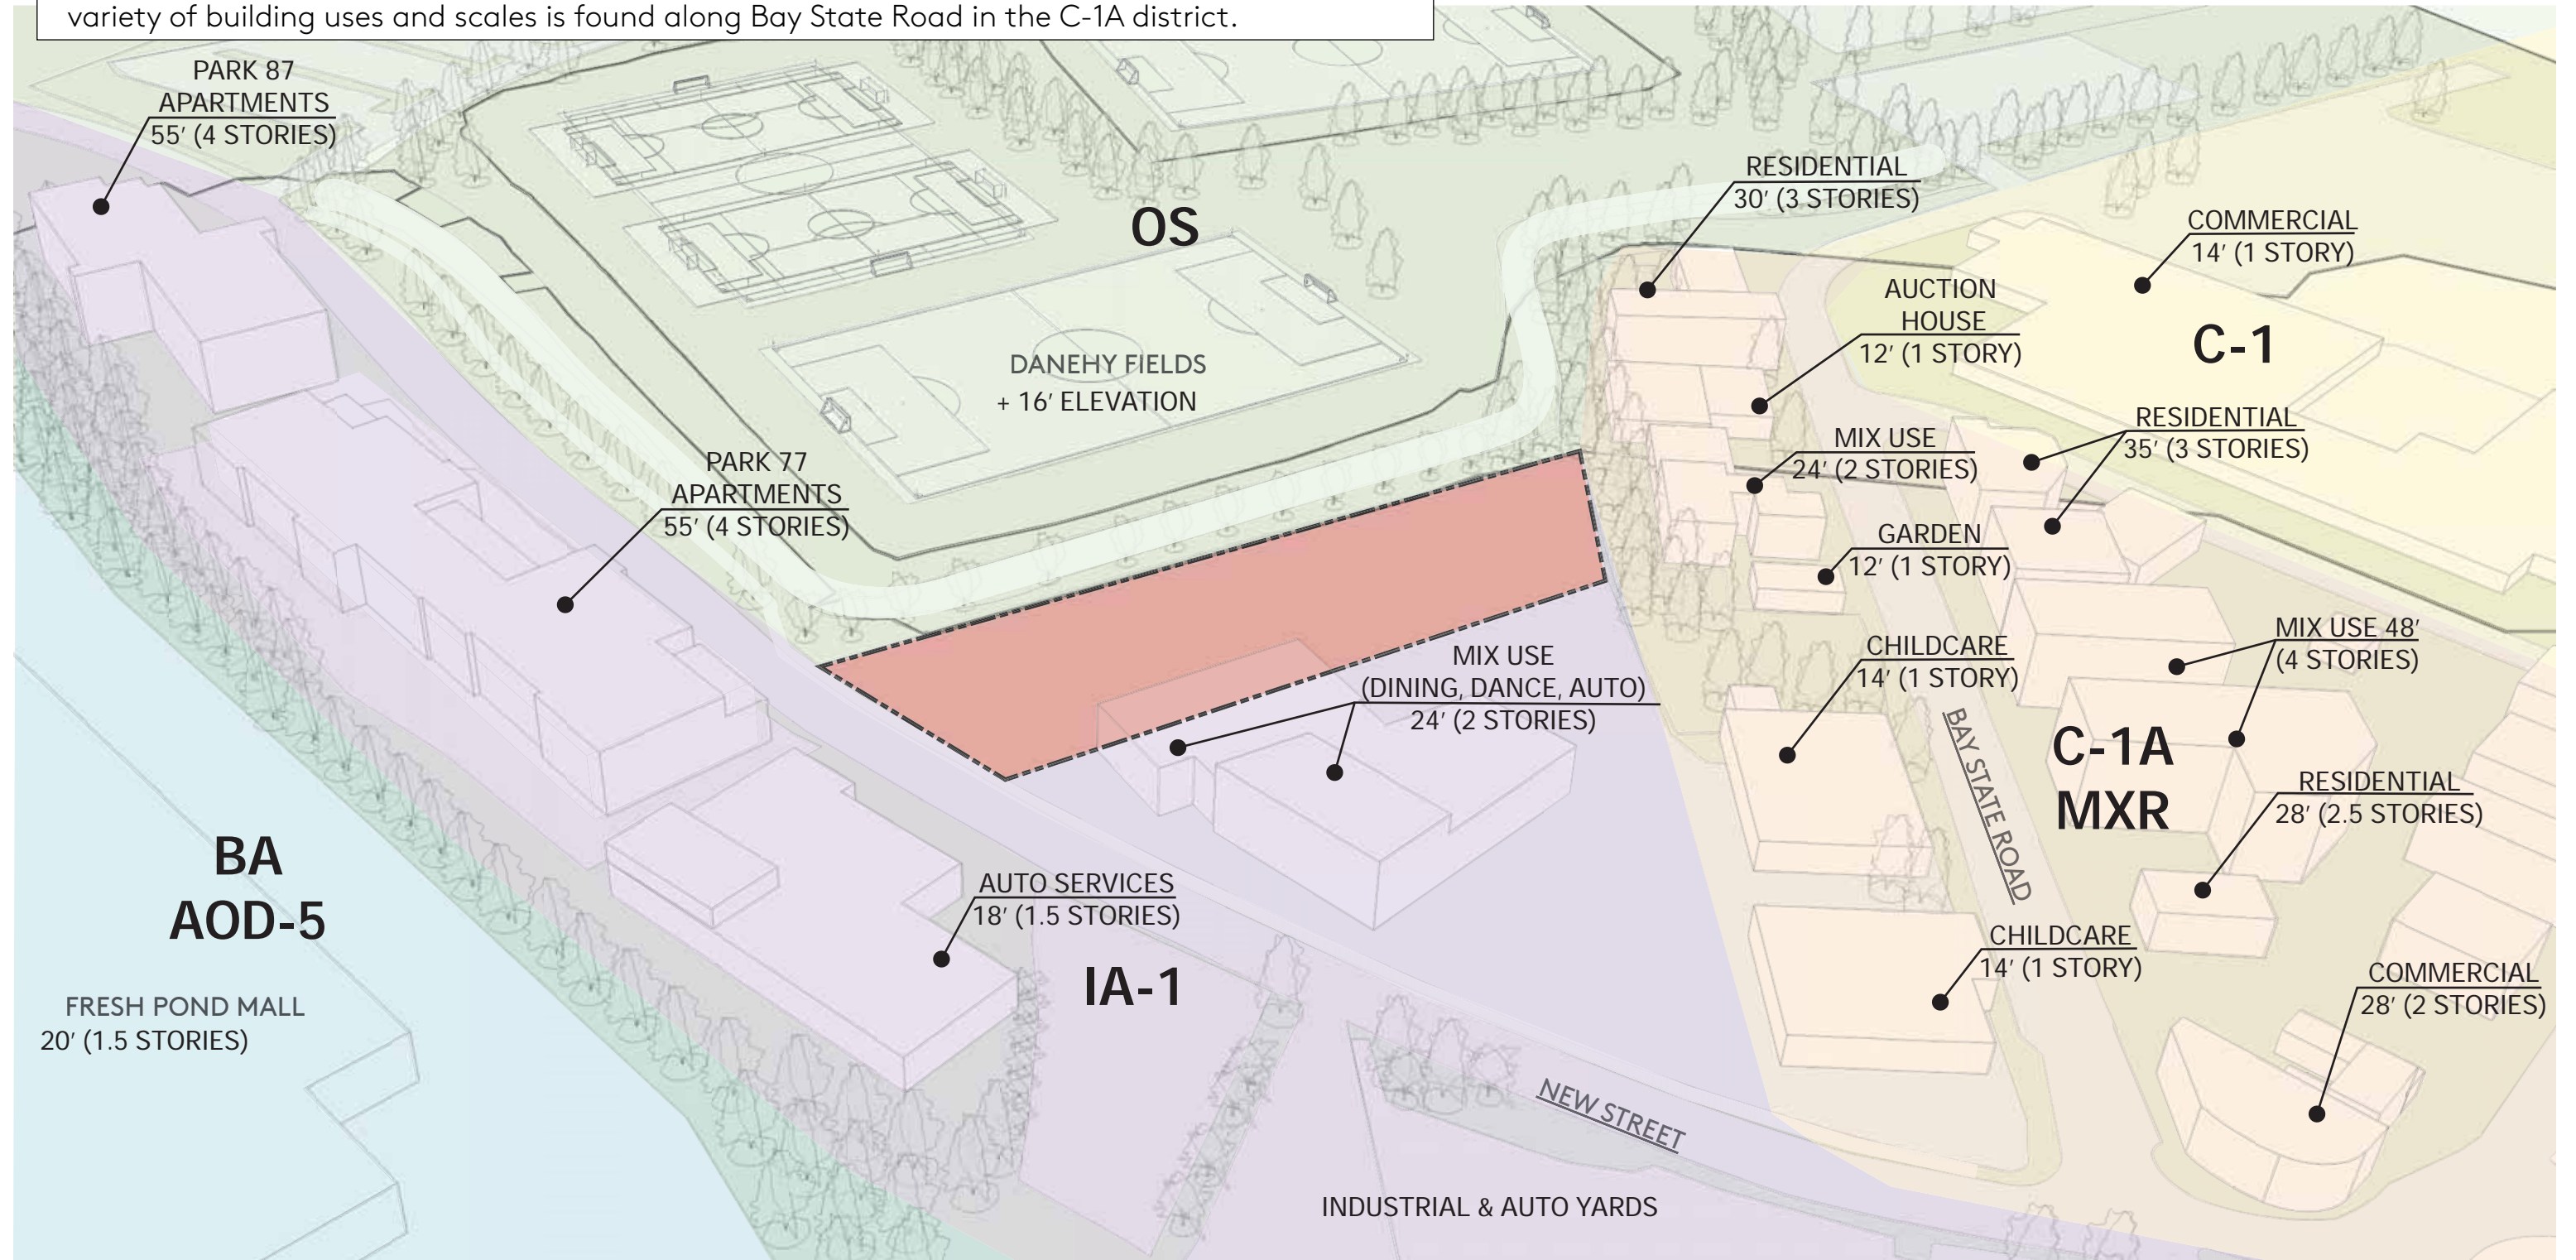 variety of building uses and scales is found along Bay State Road in the C-1A district.
PARK 87
APARTMENTS
55' (4 STORIES)
OS
RESIDENTIAL
30' (3 STORIES)
COMMERCIAL
14' (1 STORY)
AUCTION
HOUSE
12' (1 STORY)
C-1
DANEHY FIELDS
+ 16' ELEVATION
RESIDENTIAL
35' (3 STORIES)
MIX USE
24' (2 STORIES)
PARK 77
APARTMENTS
55' (4 STORIES)
GARDEN
12' (1 STORY)
MIX USE 48'
(4 STORIES)
CHILDCARE
14' (1 STORY)
MIX USE
(DINING, DANCE, AUTO)
24' (2 STORIES)
BAY STATE ROAD
C-1A
MXR
RESIDENTIAL
28' (2.5 STORIES)
BA
AOD-5
AUTO SERVICES
18' (1.5 STORIES)
IA-1
CHILDCARE
14' (1 STORY)
COMMERCIAL
28' (2 STORIES)
FRESH POND MALL
20' (1.5 STORIES)
NEW STREET
INDUSTRIAL & AUTO YARDS